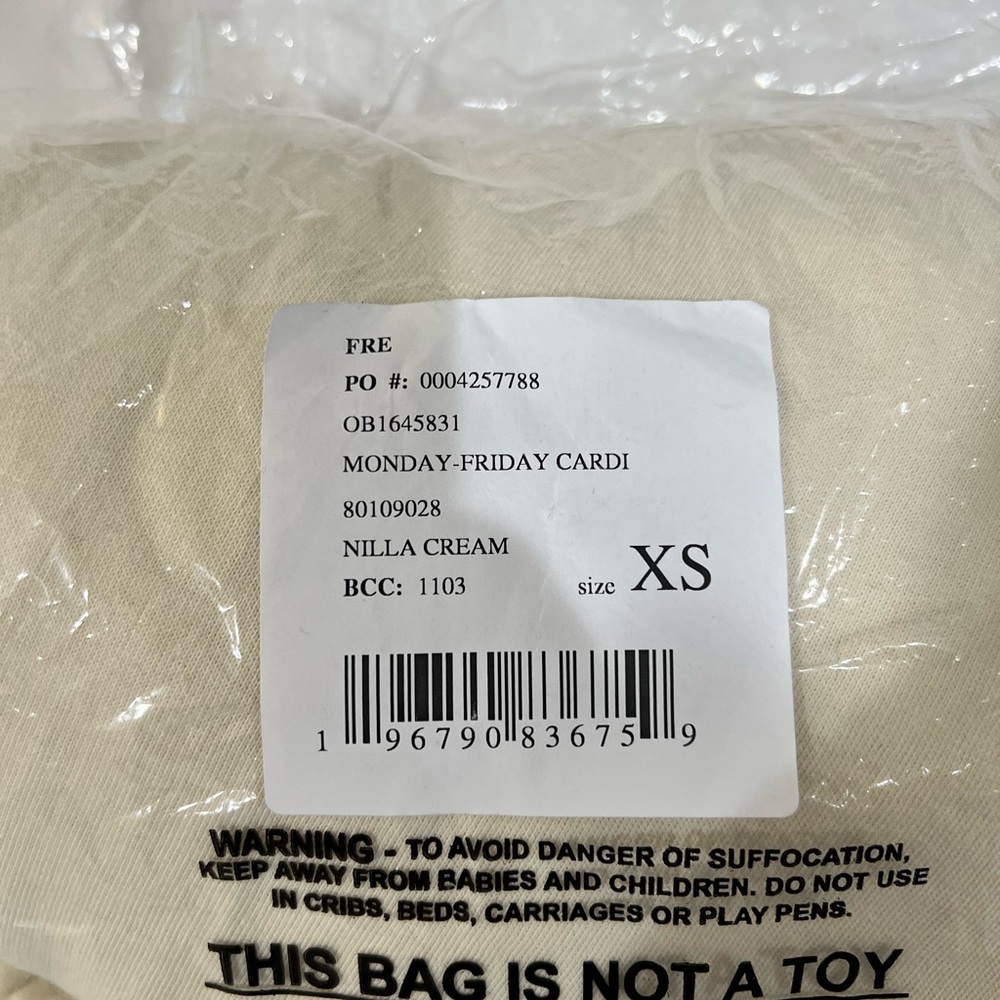 FRE
PO #: 0004257788
OB1645831
MONDAY-FRIDAY CARDI
80109028
NILLA CREAM
BCC: 1103 size XS
1 96790 83675 9
WARNING - TO AVOID DANGER OF SUFFOCATION,
KEEP AWAY FROM BABIES AND CHILDREN. DO NOT USE
IN CRIBS, BEDS, CARRIAGES OR PLAY PENS.
THIS BAG IS NOT A TOY